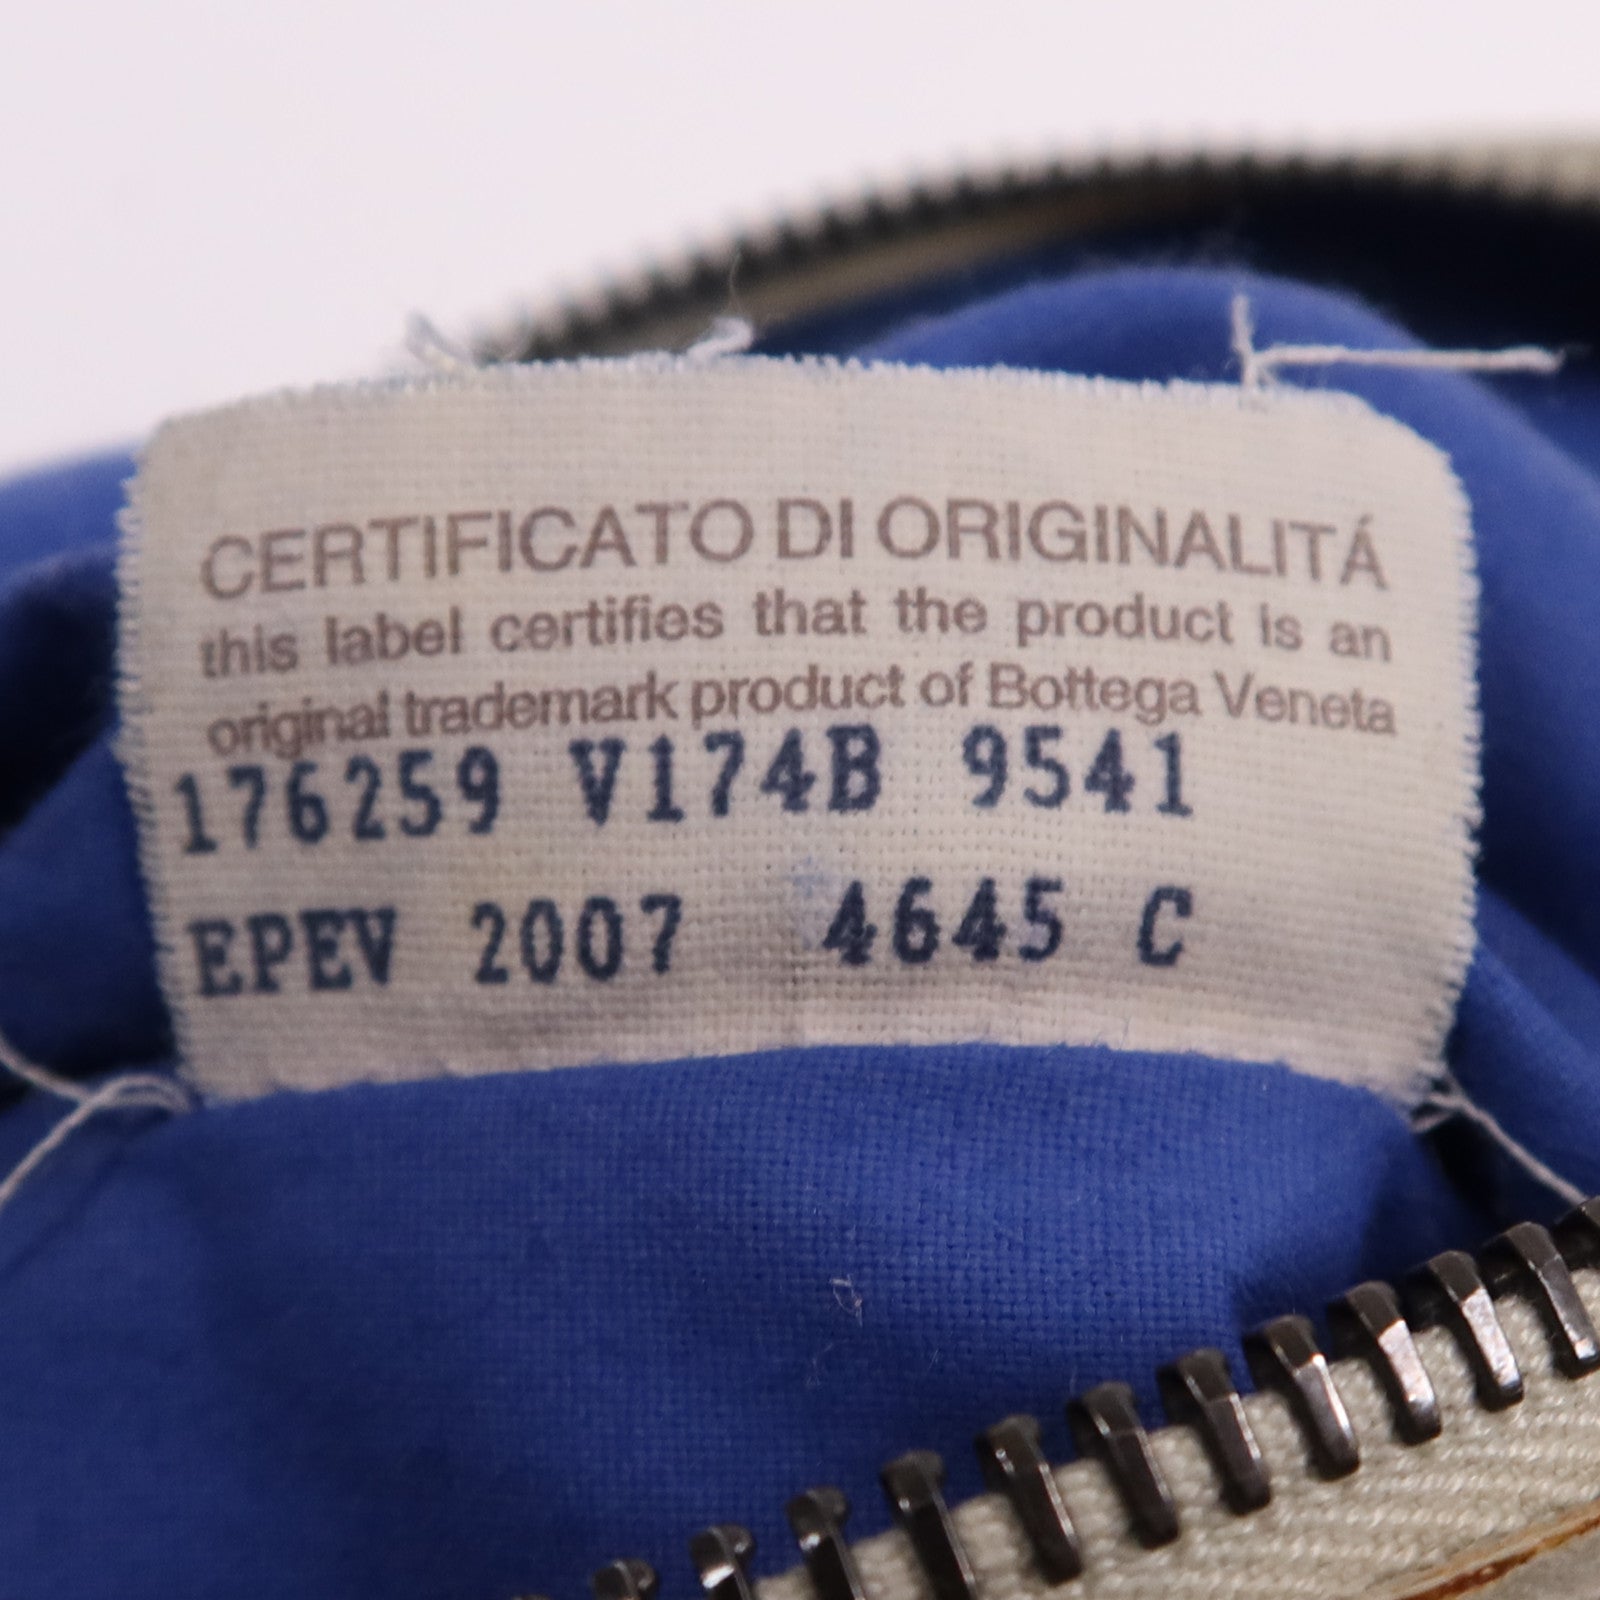 CERTIFICATO DI ORIGINALITÁ
this label certifies that the product is an
original trademark product of Bottega Veneta
176259 V174B 9541
EPEV 2007 4645 C